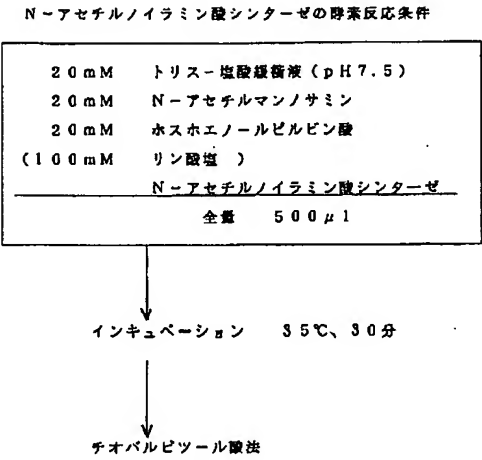 N－アセチルノイラミン酸シンターゼの酵素反応条件
20mM トリス－塩酸緩衝液（pH7.5）
20mM N－アセチルマンノサミン
20mM ホスホエノールピルビン酸
(100mM リン酸塩 )
N－アセチルノイラミン酸シンターゼ
全量 500μl
インキュベーション 35℃、30分
チオバルビツール酸法